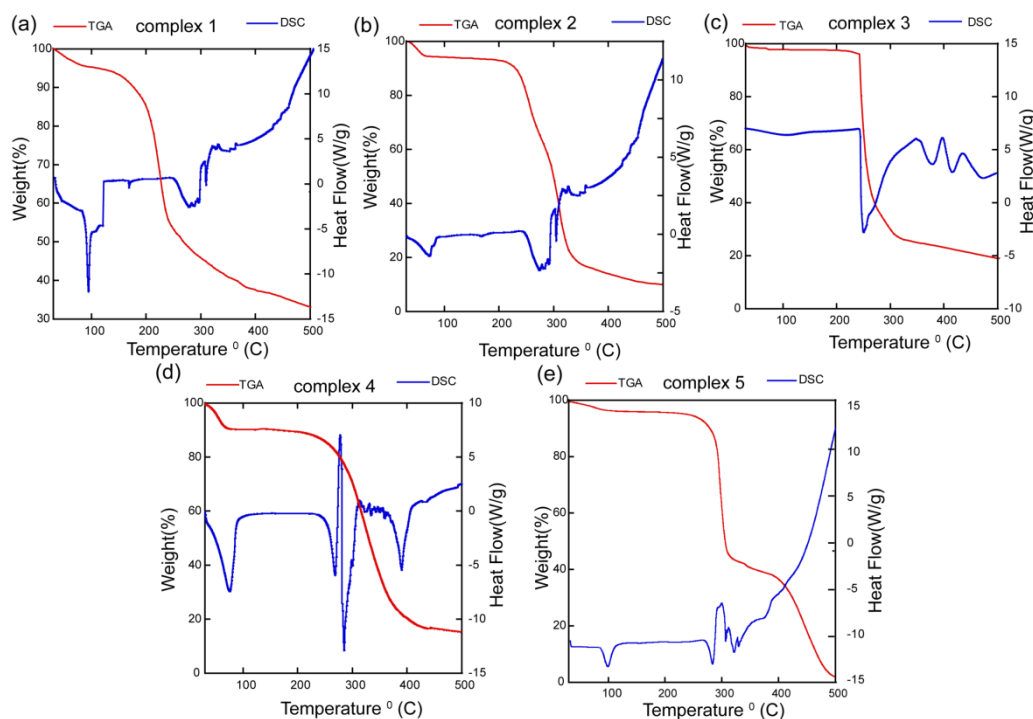 (a) TGA complex 1 DSC
100
90
80
70
60
50
40
30
15
10
5
0
-5
-10
-15
100 200 300 400 500
Weight(%)
Heat Flow(W/g)
Temperature ⁰ (C)
(b) TGA complex 2 DSC
100
80
60
40
20
0
10
5
0
-5
100 200 300 400 500
Weight(%)
Heat Flow(W/g)
Temperature ⁰ (C)
(c) TGA complex 3 DSC
100
80
60
40
20
0
15
10
5
0
-5
-10
100 200 300 400 500
Weight(%)
Heat Flow(W/g)
Temperature ⁰ (C)
(d) TGA complex 4 DSC
100
80
60
40
20
0
10
5
0
-5
-10
-15
100 200 300 400 500
Weight(%)
Heat Flow(W/g)
Temperature ⁰ (C)
(e) TGA complex 5 DSC
100
80
60
40
20
0
15
10
5
0
-5
-10
-15
100 200 300 400 500
Weight(%)
Heat Flow(W/g)
Temperature ⁰ (C)